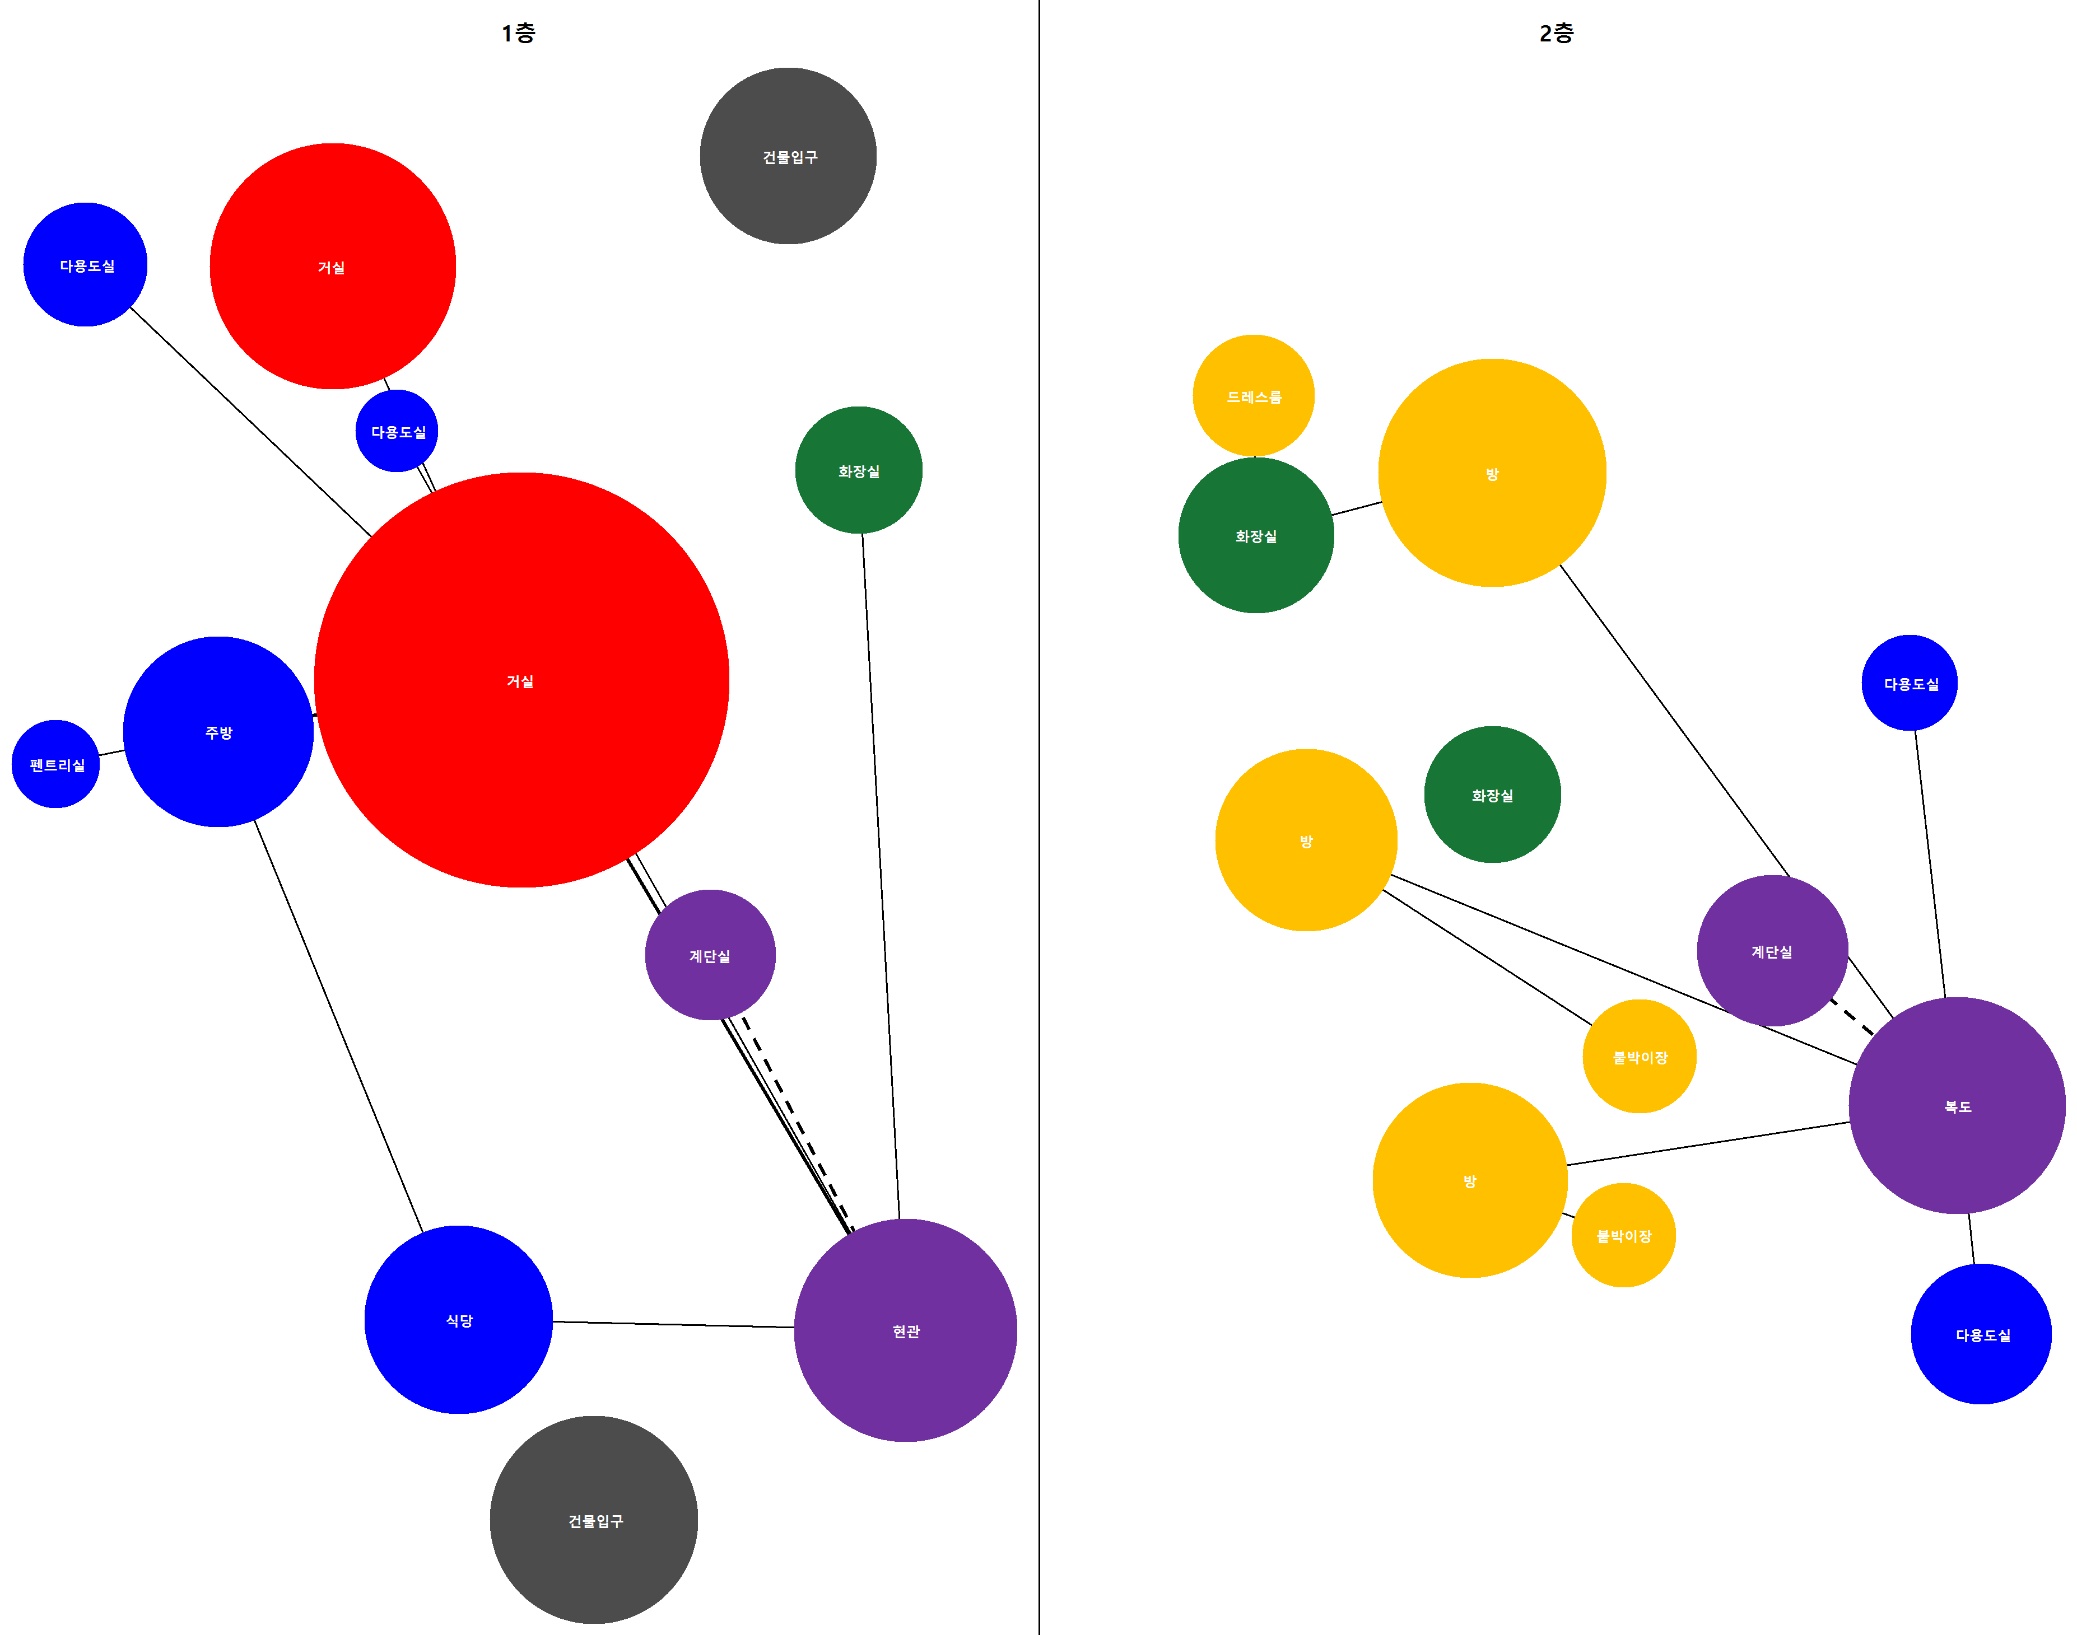 1층
건물입구
다용도실
거실
다용도실
화장실
거실
주방
펜트리실
계단실
식당
현관
건물입구
2층
드레스룸
방
화장실
다용도실
화장실
방
계단실
붙박이장
복도
방
붙박이장
다용도실